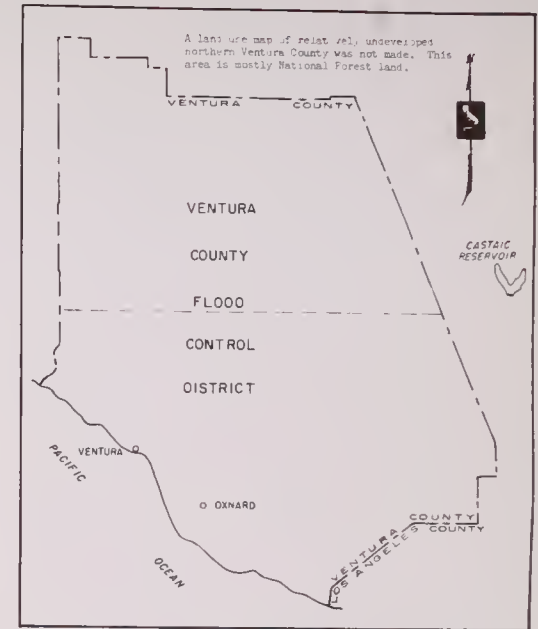 A land use map of relatively undeveloped
northern Ventura County was not made. This
area is mostly National Forest land.
VENTURA COUNTY
N
CASTAIC
RESERVOIR
VENTURA
COUNTY
FLOOD
CONTROL
DISTRICT
VENTURA
OXNARD
PACIFIC
OCEAN
VENTURA COUNTY
LOS ANGELES COUNTY